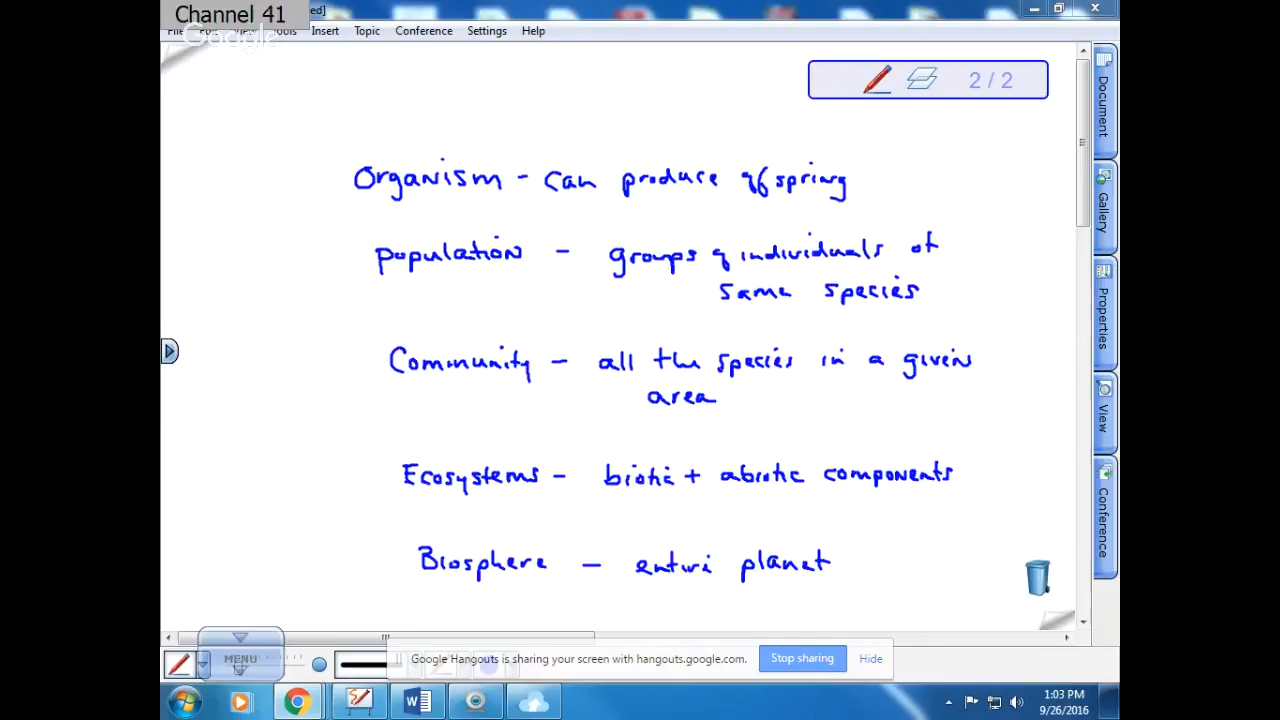 Channel 41
ed]
File Edit Tools Insert Topic Conference Settings Help
Google
2 / 2
Document
Gallery
Properties
View
Conference
Organism - can produce offspring
population - groups of individuals of
same species
Community - all the species in a given
area
Ecosystems - biotic + abiotic components
Biosphere - entire planet
MENU
Google Hangouts is sharing your screen with hangouts.google.com. Stop sharing Hide
1:03 PM
9/26/2016